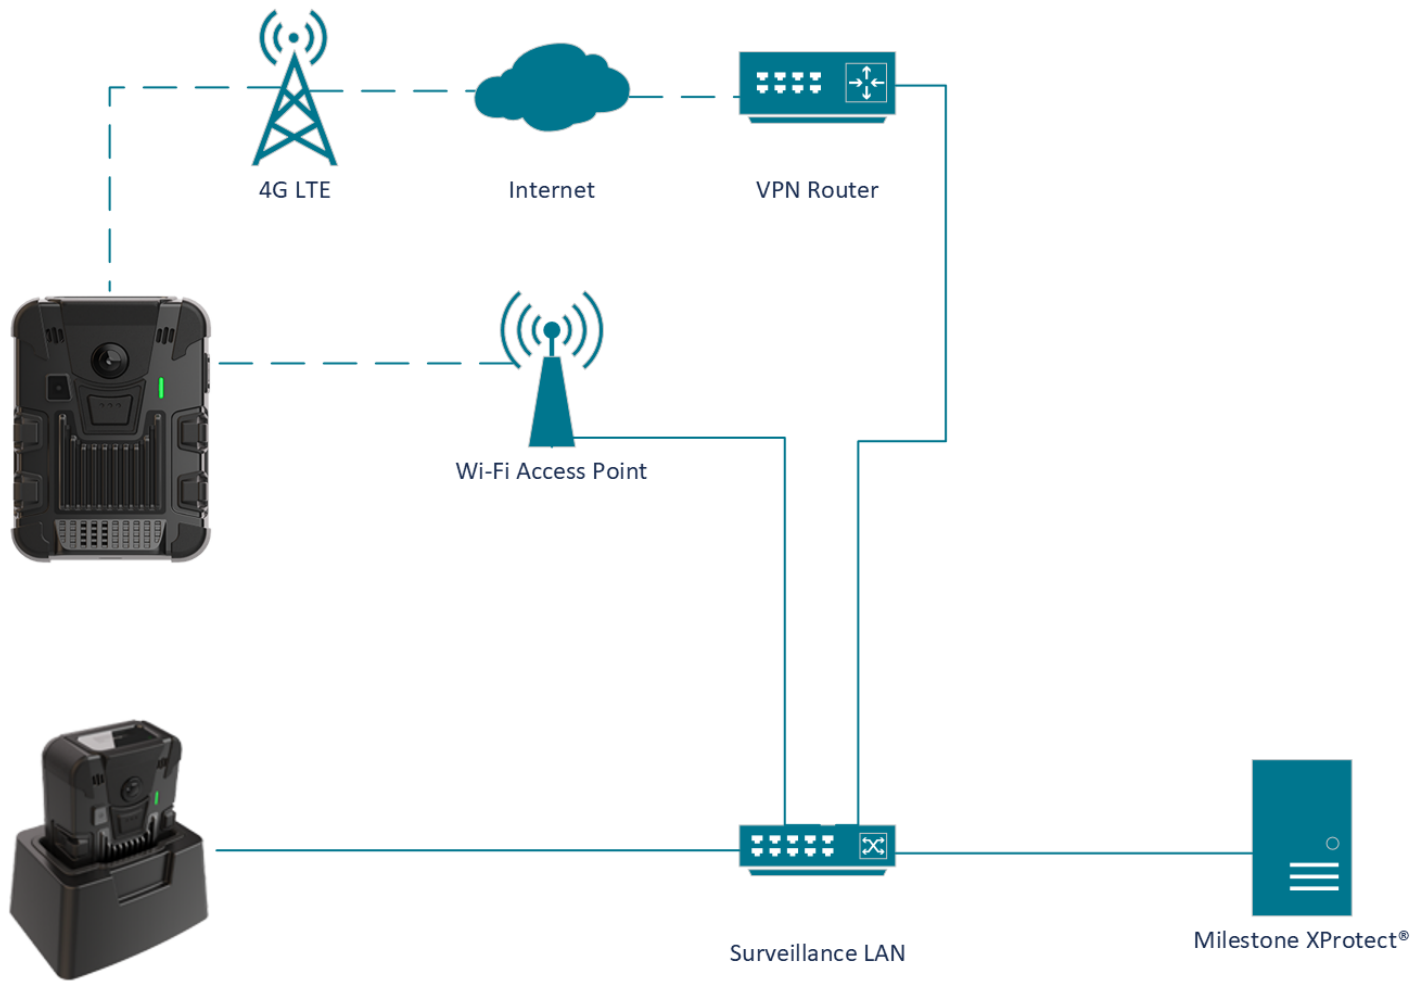 4G LTE
Internet
VPN Router
Wi-Fi Access Point
Surveillance LAN
Milestone XProtect®